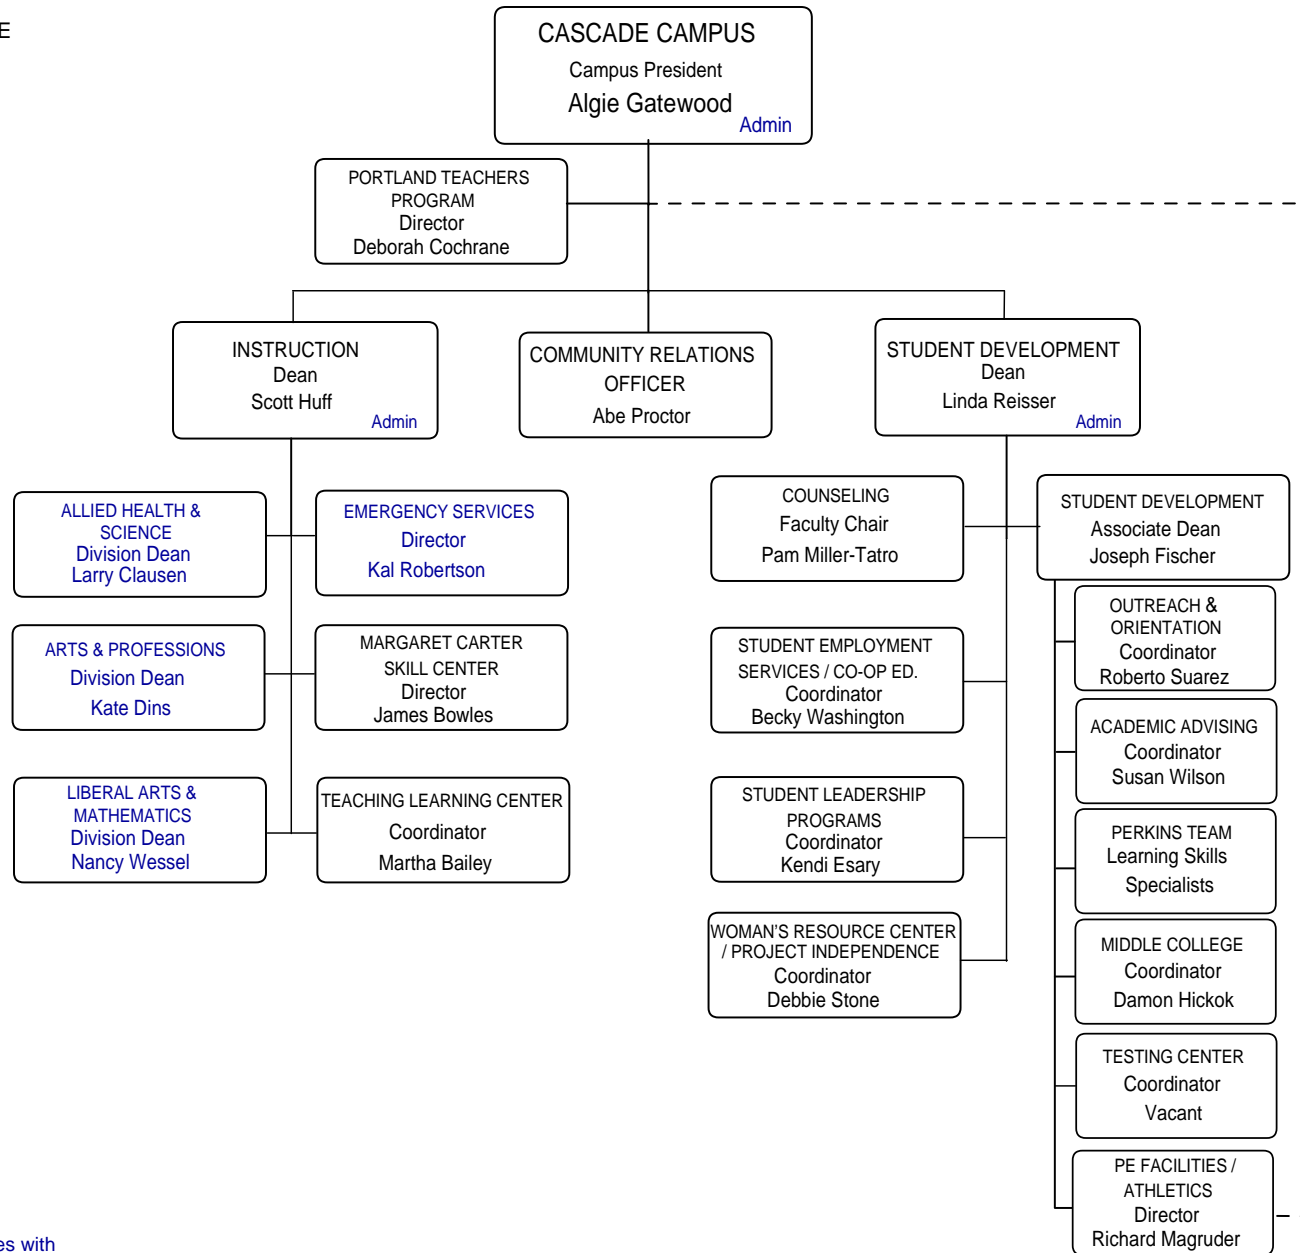 E
CASCADE CAMPUS
Campus President
Algie Gatewood
Admin
PORTLAND TEACHERS
PROGRAM
Director
Deborah Cochrane
INSTRUCTION
Dean
Scott Huff
Admin
COMMUNITY RELATIONS
OFFICER
Abe Proctor
STUDENT DEVELOPMENT
Dean
Linda Reisser
Admin
ALLIED HEALTH &
SCIENCE
Division Dean
Larry Clausen
EMERGENCY SERVICES
Director
Kal Robertson
ARTS & PROFESSIONS
Division Dean
Kate Dins
MARGARET CARTER
SKILL CENTER
Director
James Bowles
LIBERAL ARTS &
MATHEMATICS
Division Dean
Nancy Wessel
TEACHING LEARNING CENTER
Coordinator
Martha Bailey
COUNSELING
Faculty Chair
Pam Miller-Tatro
STUDENT EMPLOYMENT
SERVICES / CO-OP ED.
Coordinator
Becky Washington
STUDENT LEADERSHIP
PROGRAMS
Coordinator
Kendi Esary
WOMAN'S RESOURCE CENTER
/ PROJECT INDEPENDENCE
Coordinator
Debbie Stone
STUDENT DEVELOPMENT
Associate Dean
Joseph Fischer
OUTREACH &
ORIENTATION
Coordinator
Roberto Suarez
ACADEMIC ADVISING
Coordinator
Susan Wilson
PERKINS TEAM
Learning Skills
Specialists
MIDDLE COLLEGE
Coordinator
Damon Hickok
TESTING CENTER
Coordinator
Vacant
PE FACILITIES /
ATHLETICS
Director
Richard Magruder
es with